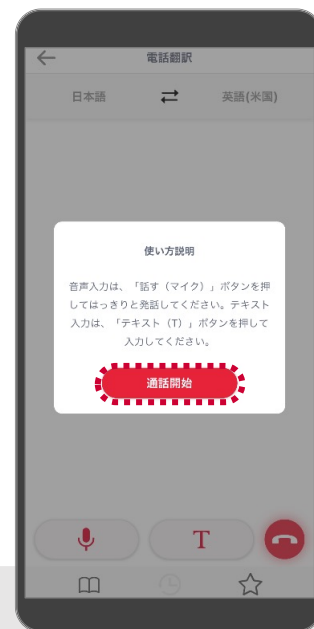 電話翻訳
日本語 英語(米国)
使い方説明
音声入力は、「話す（マイク）」ボタンを押
してはっきりと発話してください。テキスト
入力は、「テキスト（T）」ボタンを押して
入力してください。
通話開始
T